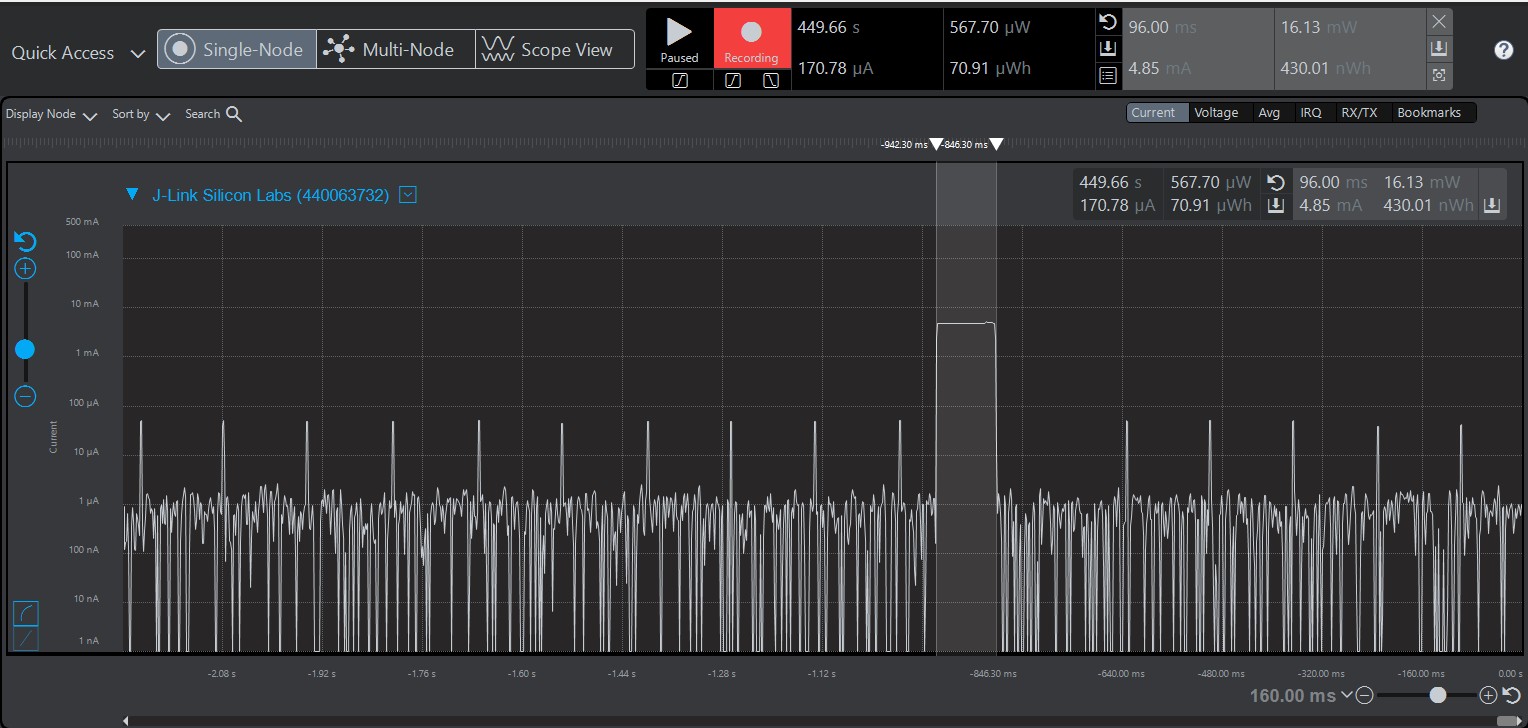 Quick Access
Single-Node
Multi-Node
Scope View
Paused
Recording
449.66 s
170.78 µA
567.70 µW
70.91 µWh
96.00 ms
4.85 mA
16.13 mW
430.01 nWh
Display Node
Sort by
Search
Current
Voltage
Avg
IRQ
RX/TX
Bookmarks
-942.30 ms
-846.30 ms
J-Link Silicon Labs (440063732)
449.66 s 567.70 µW
170.78 µA 70.91 µWh
96.00 ms 16.13 mW
4.85 mA 430.01 nWh
500 mA
100 mA
10 mA
1 mA
100 µA
10 µA
1 µA
100 nA
10 nA
1 nA
Current
-2.08 s
-1.92 s
-1.76 s
-1.60 s
-1.44 s
-1.28 s
-1.12 s
-846.30 ms
-640.00 ms
-480.00 ms
-320.00 ms
-160.00 ms
0.00 s
160.00 ms